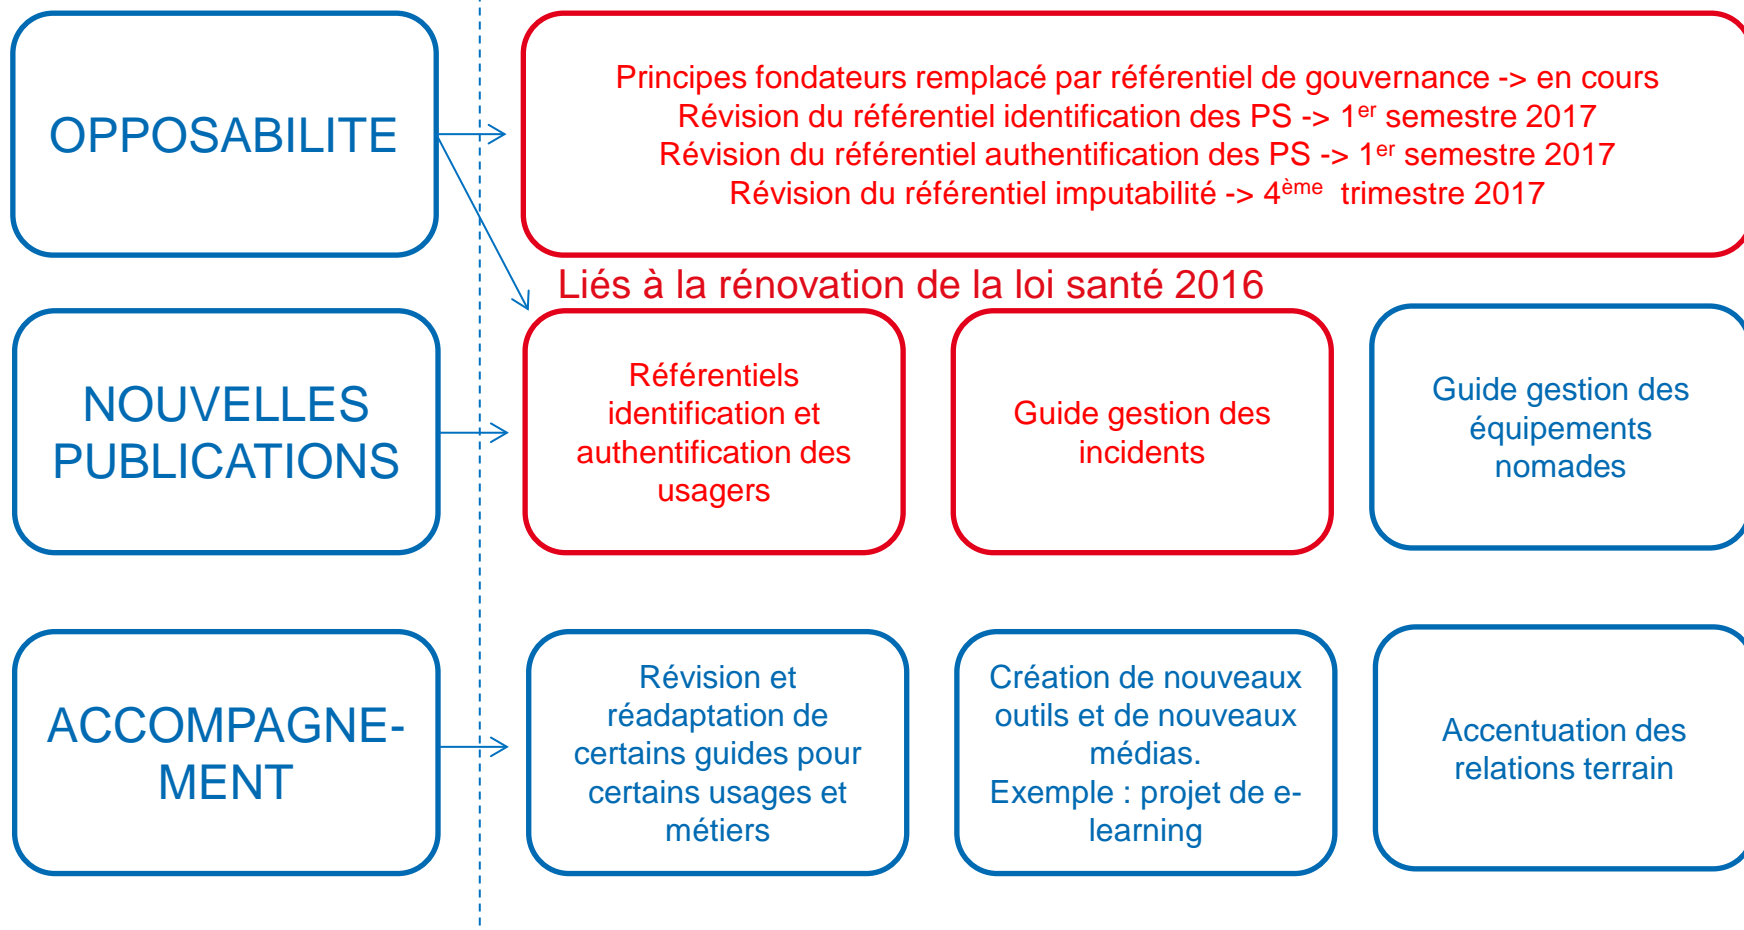 OPPOSABILITE
Principes fondateurs remplacé par référentiel de gouvernance -> en cours
Révision du référentiel identification des PS -> 1er semestre 2017
Révision du référentiel authentification des PS -> 1er semestre 2017
Révision du référentiel imputabilité -> 4ème trimestre 2017
Liés à la rénovation de la loi santé 2016
NOUVELLES
PUBLICATIONS
Référentiels
identification et
authentification des
usagers
Guide gestion des
incidents
Guide gestion des
équipements
nomades
ACCOMPAGNE-
MENT
Révision et
réadaptation de
certains guides pour
certains usages et
métiers
Création de nouveaux
outils et de nouveaux
médias.
Exemple : projet de e-
learning
Accentuation des
relations terrain